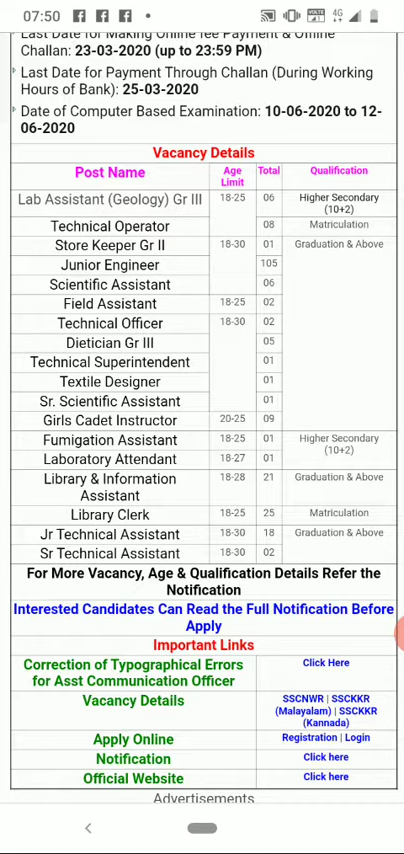 07:50
VOLTE
4G
Last Date for Making Online fee Payment & Offline
Challan: 23-03-2020 (up to 23:59 PM)
Last Date for Payment Through Challan (During Working
Hours of Bank): 25-03-2020
Date of Computer Based Examination: 10-06-2020 to 12-
06-2020
Vacancy Details
Post Name Age Limit Total Qualification
Lab Assistant (Geology) Gr III 18-25 06 Higher Secondary (10+2)
Technical Operator 08 Matriculation
Store Keeper Gr II 18-30 01 Graduation & Above
Junior Engineer 105
Scientific Assistant 06
Field Assistant 18-25 02
Technical Officer 18-30 02
Dietician Gr III 05
Technical Superintendent 01
Textile Designer 01
Sr. Scientific Assistant 01
Girls Cadet Instructor 20-25 09
Fumigation Assistant 18-25 01 Higher Secondary (10+2)
Laboratory Attendant 18-27 01
Library & Information Assistant 18-28 21 Graduation & Above
Library Clerk 18-25 25 Matriculation
Jr Technical Assistant 18-30 18 Graduation & Above
Sr Technical Assistant 18-30 02
For More Vacancy, Age & Qualification Details Refer the
Notification
Interested Candidates Can Read the Full Notification Before
Apply
Important Links
Correction of Typographical Errors for Asst Communication Officer Click Here
Vacancy Details SSCNWR | SSCKKR (Malayalam) | SSCKKR (Kannada)
Apply Online Registration | Login
Notification Click here
Official Website Click here
Advertisements